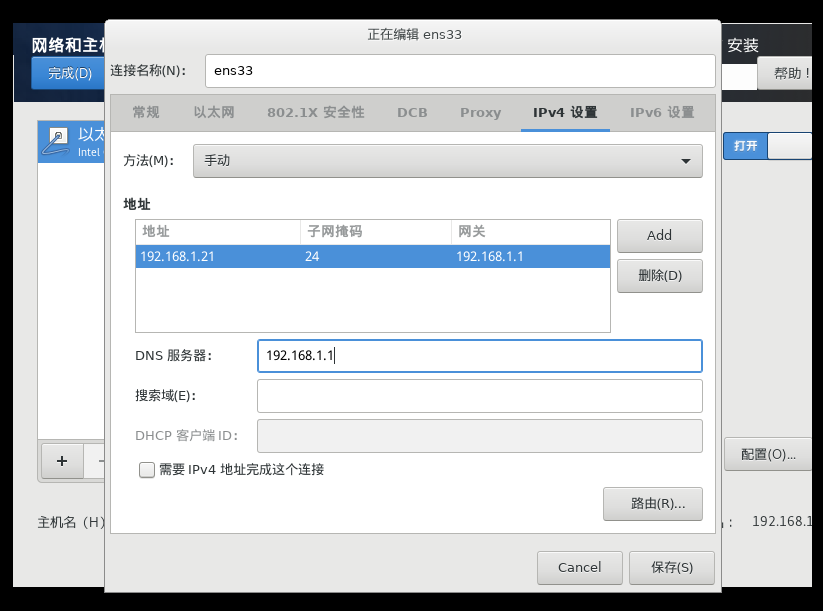 正在编辑 ens33
网络和主机
安装
完成(D)
帮助！
连接名称(N)： ens33
常规 以太网 802.1X 安全性 DCB Proxy IPv4 设置 IPv6 设置
以太
Intel
打开
方法(M)： 手动
地址
地址 子网掩码 网关
192.168.1.21 24 192.168.1.1
Add
删除(D)
DNS 服务器： 192.168.1.1
搜索域(E)：
DHCP 客户端 ID：
需要 IPv4 地址完成这个连接
+ −
配置(O)...
路由(R)...
主机名（H）
： 192.168.1
Cancel 保存(S)